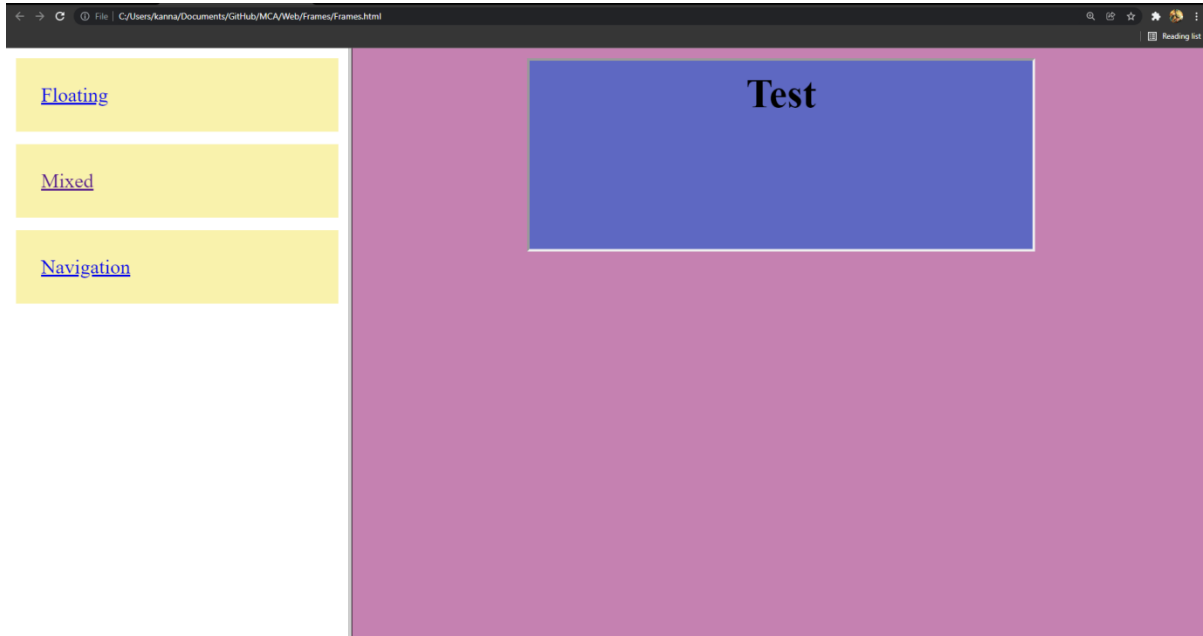 File | C:/Users/kanna/Documents/GitHub/MCA/Web/Frames/Frames.html
Reading list
Floating
Mixed
Navigation
Test